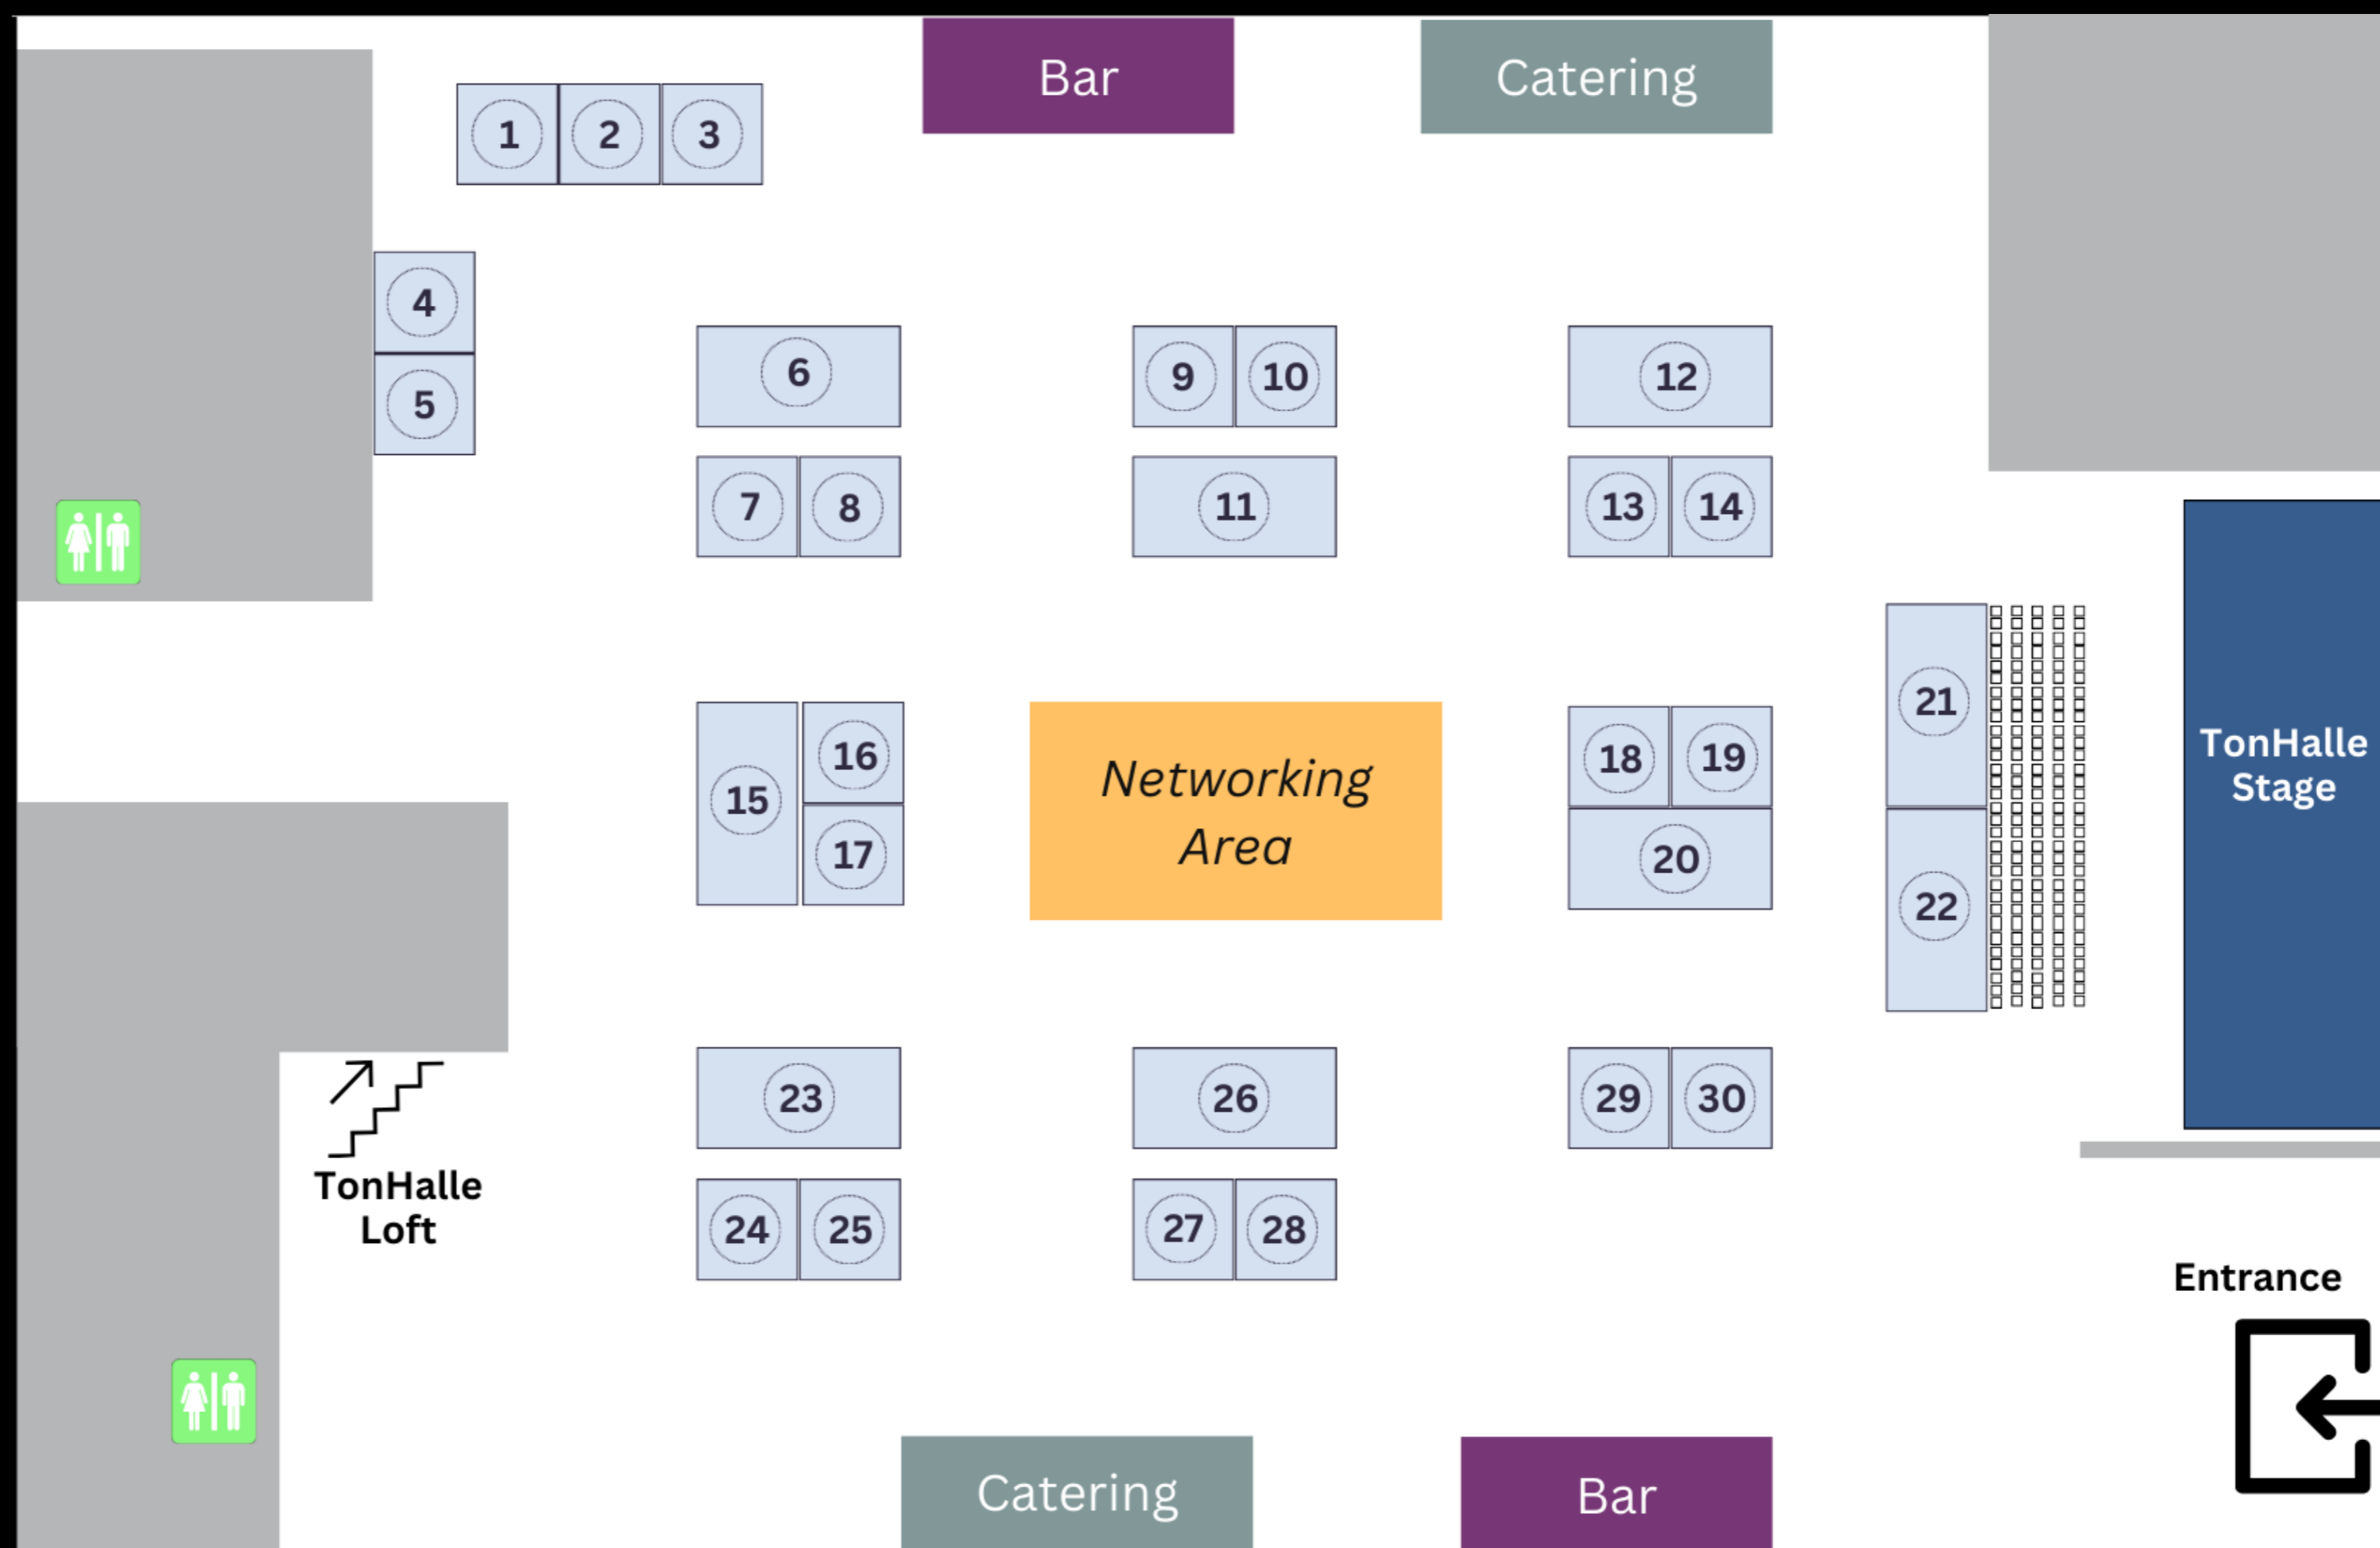 Bar
Catering
1 2 3
4
5
6
9 10
12
7 8
11
13 14
15
16
17
Networking
Area
18 19
20
21
22
TonHalle
Stage
23
26
29 30
24 25
27 28
TonHalle
Loft
Entrance
Catering
Bar